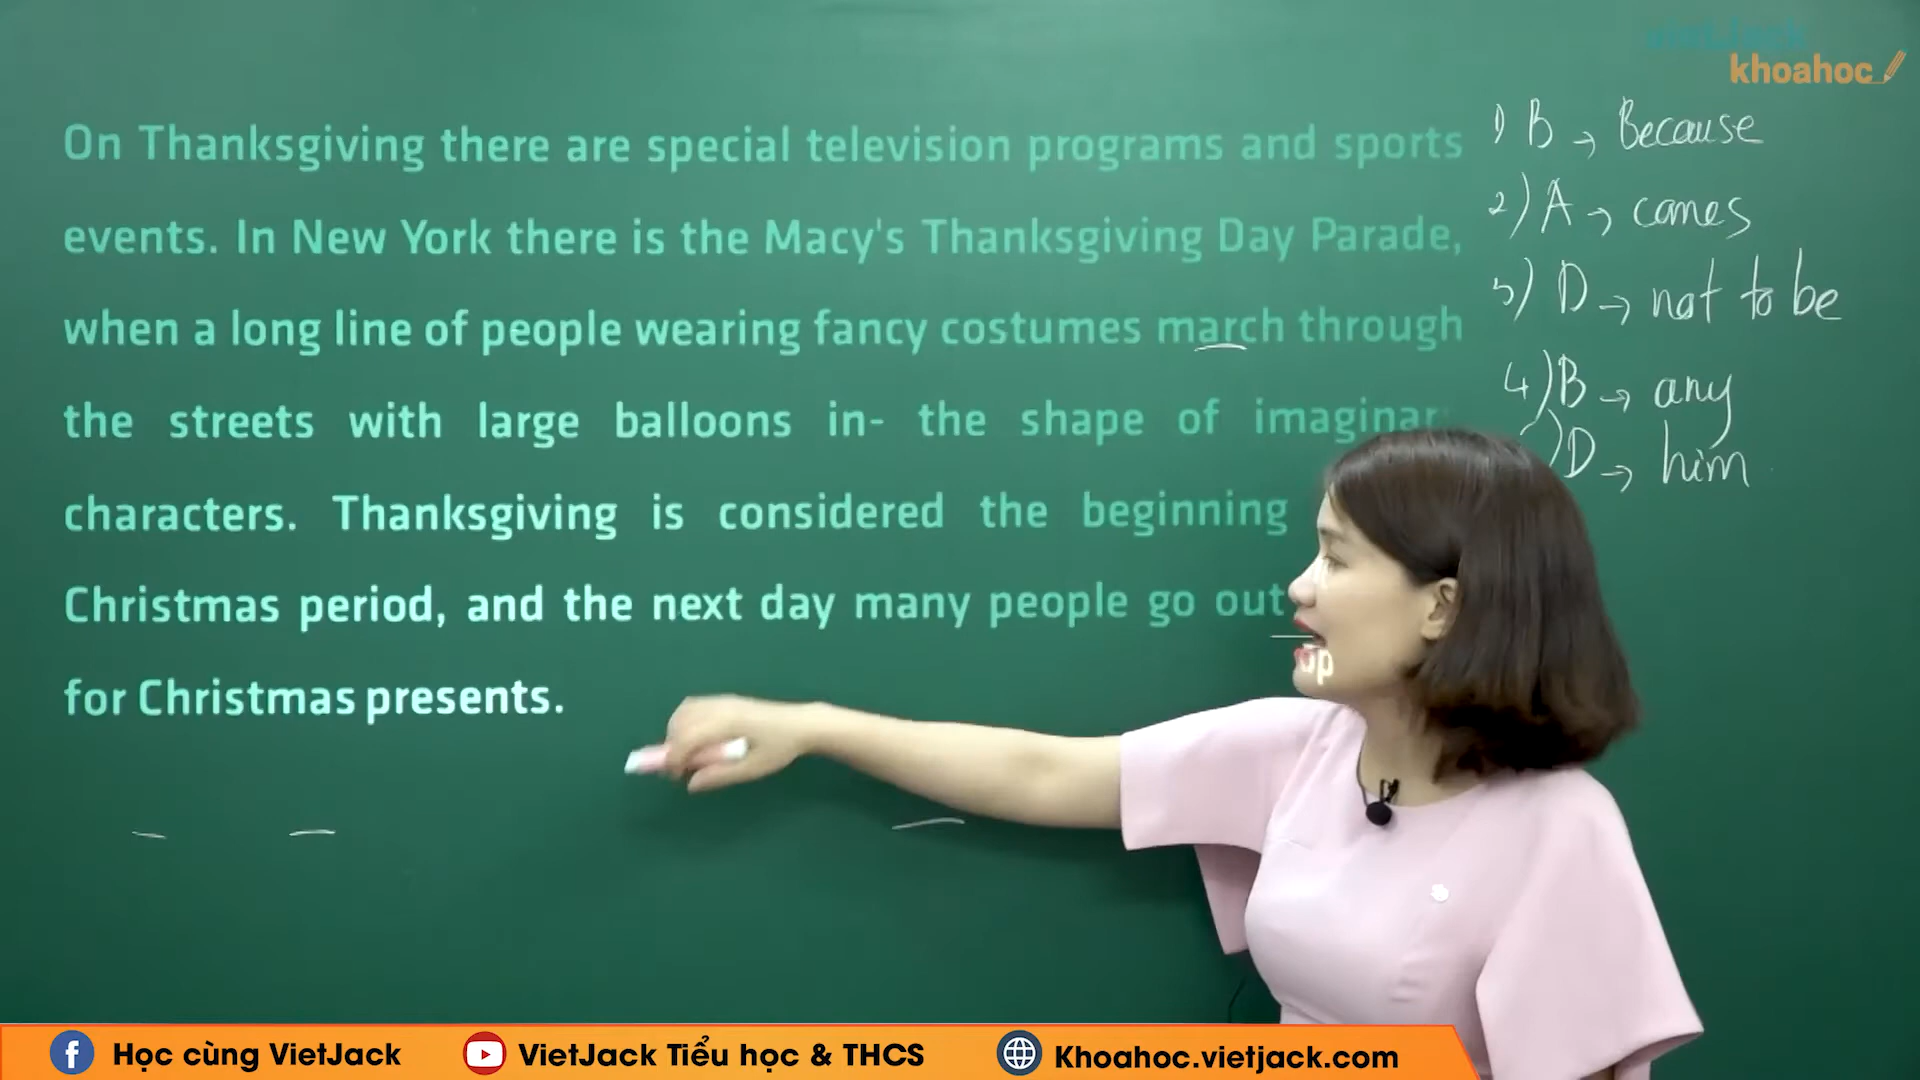 vietJack
khoahoc
On Thanksgiving there are special television programs and sports
events. In New York there is the Macy's Thanksgiving Day Parade,
when a long line of people wearing fancy costumes march through
the streets with large balloons in- the shape of
characters. Thanksgiving is considered the beginning
Christmas period, and the next day many people go out
for Christmas presents.
1) B → Because
2) A → comes
3) D → not to be
4) B → any
) D → him
Học cùng VietJack
VietJack Tiểu học & THCS
Khoahoc.vietjack.com